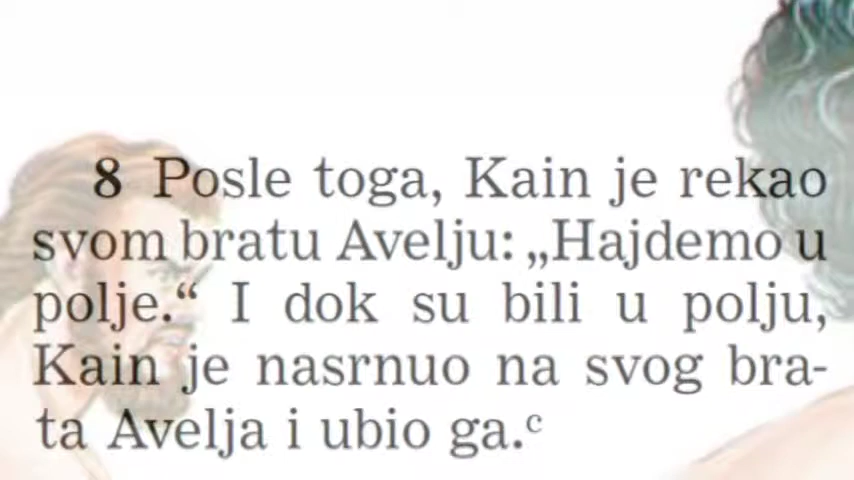 8 Posle toga, Kain je rekao
svom bratu Avelju: „Hajdemo u
polje.“ I dok su bili u polju,
Kain je nasrnuo na svog bra-
ta Avelja i ubio ga.ᶜ